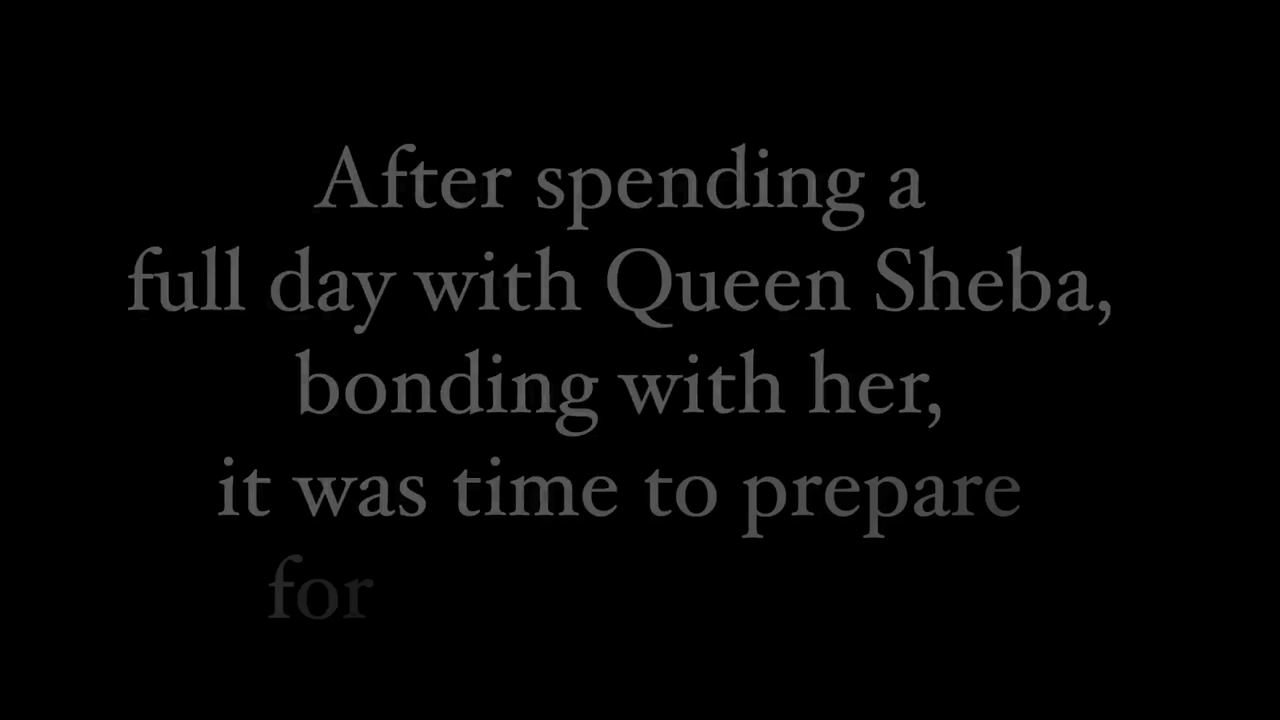 After spending a
full day with Queen Sheba,
bonding with her,
it was time to prepare
for